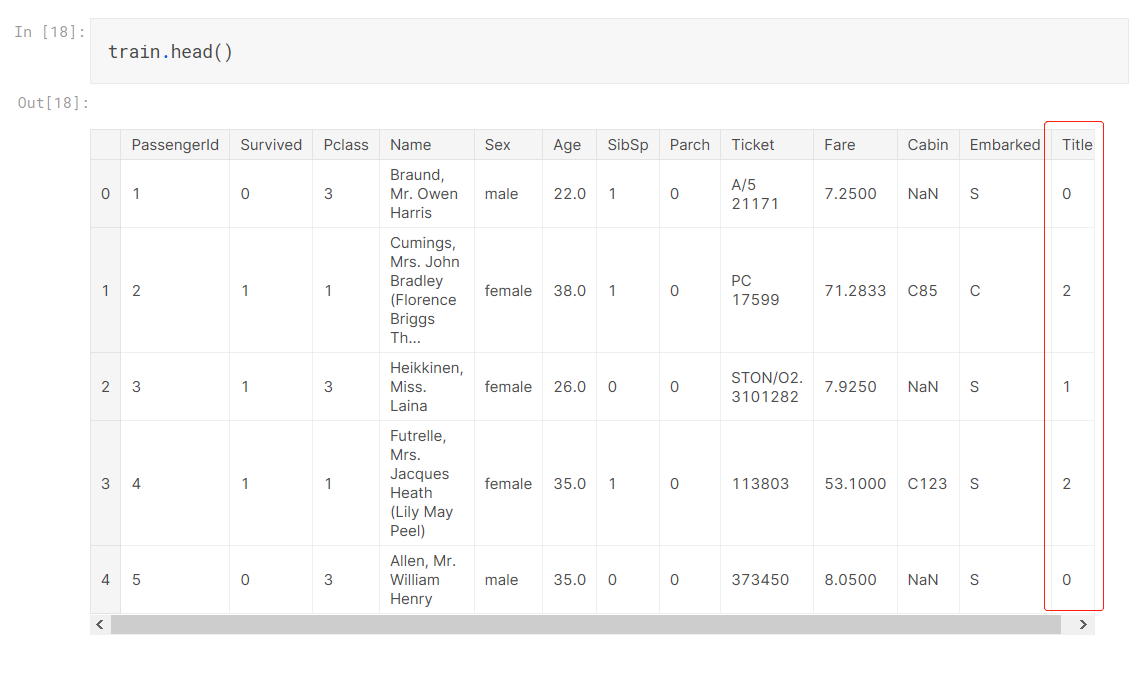 In [18]:
train.head()
Out[18]:
PassengerId Survived Pclass Name Sex Age SibSp Parch Ticket Fare Cabin Embarked Title
0 1 0 3 Braund, Mr. Owen Harris male 22.0 1 0 A/5 21171 7.2500 NaN S 0
1 2 1 1 Cumings, Mrs. John Bradley (Florence Briggs Th... female 38.0 1 0 PC 17599 71.2833 C85 C 2
2 3 1 3 Heikkinen, Miss. Laina female 26.0 0 0 STON/O2. 3101282 7.9250 NaN S 1
3 4 1 1 Futrelle, Mrs. Jacques Heath (Lily May Peel) female 35.0 1 0 113803 53.1000 C123 S 2
4 5 0 3 Allen, Mr. William Henry male 35.0 0 0 373450 8.0500 NaN S 0